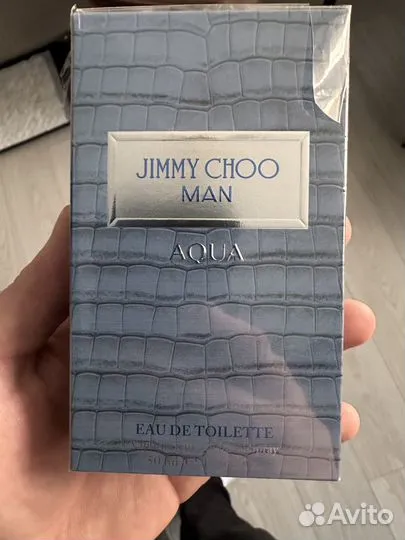 JIMMY CHOO
MAN
AQUA
EAU DE TOILETTE
Avito